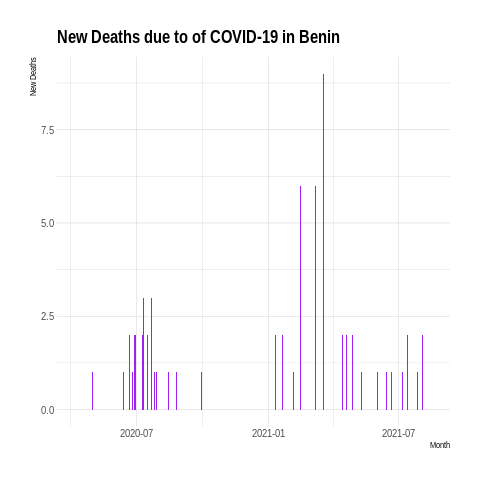 New Deaths due to of COVID-19 in Benin
New Deaths
7.5
5.0
2.5
0.0
2020-07 2021-01 2021-07
Month